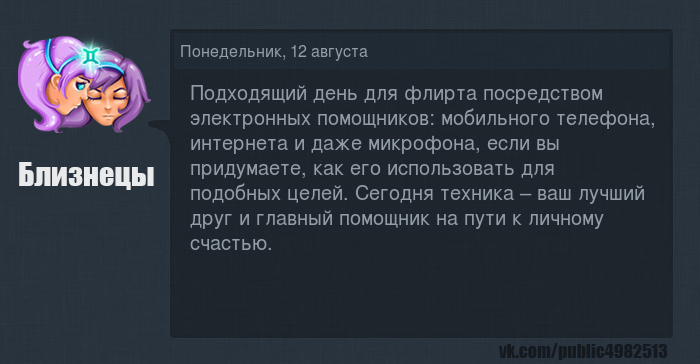 Понедельник, 12 августа
Подходящий день для флирта посредством
электронных помощников: мобильного телефона,
интернета и даже микрофона, если вы
придумаете, как его использовать для
подобных целей. Сегодня техника – ваш лучший
друг и главный помощник на пути к личному
счастью.
Близнецы
vk.com/public4982513